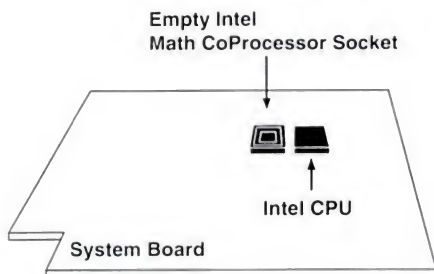 Empty Intel
Math CoProcessor Socket
Intel CPU
System Board